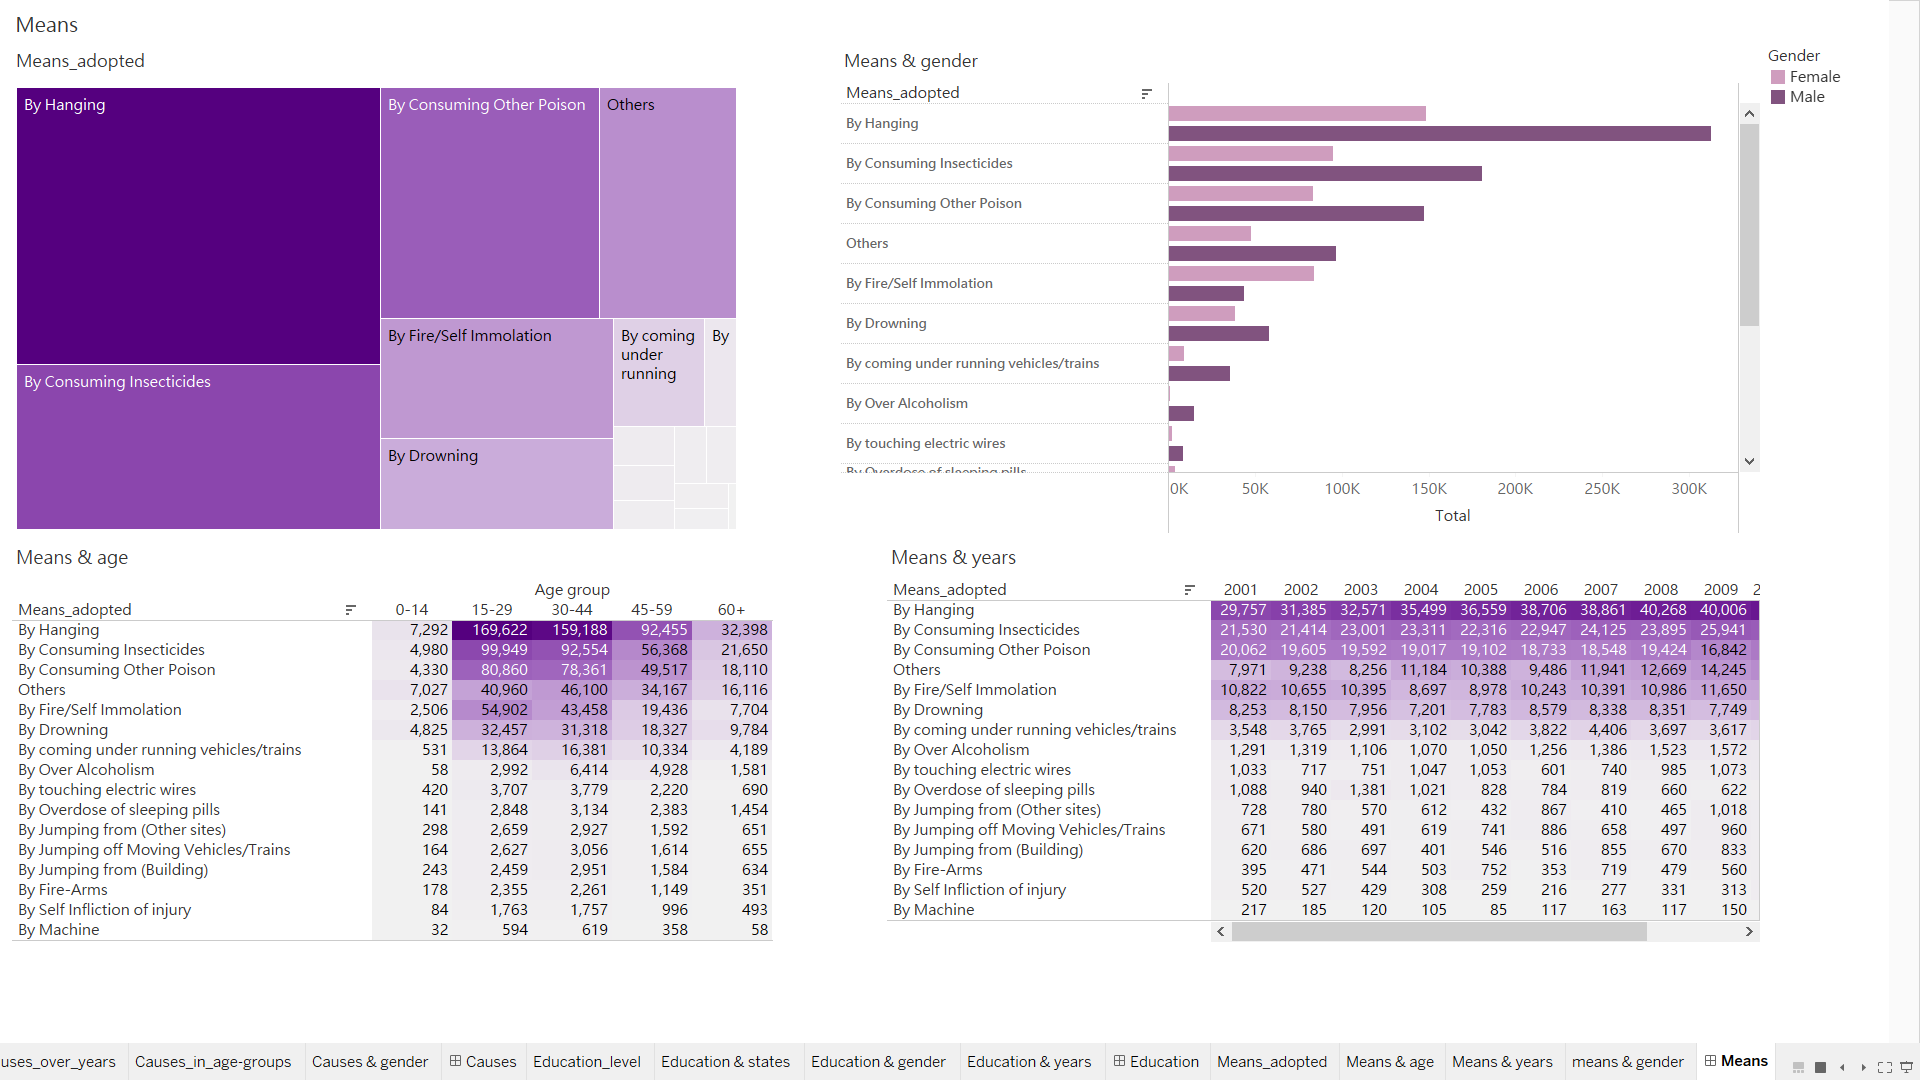 Means
Means_adopted
By Hanging
By Consuming Other Poison
Others
By Consuming Insecticides
By Fire/Self Immolation
By coming
under
running
By
By Drowning
Means & gender
Means_adopted
By Hanging
By Consuming Insecticides
By Consuming Other Poison
Others
By Fire/Self Immolation
By Drowning
By coming under running vehicles/trains
By Over Alcoholism
By touching electric wires
By Overdose of sleeping pills
0K 50K 100K 150K 200K 250K 300K
Total
Gender
Female
Male
Means & age
Age group
Means_adopted 0-14 15-29 30-44 45-59 60+
By Hanging 7,292 169,622 159,188 92,455 32,398
By Consuming Insecticides 4,980 99,949 92,554 56,368 21,650
By Consuming Other Poison 4,330 80,860 78,361 49,517 18,110
Others 7,027 40,960 46,100 34,167 16,116
By Fire/Self Immolation 2,506 54,902 43,458 19,436 7,704
By Drowning 4,825 32,457 31,318 18,327 9,784
By coming under running vehicles/trains 531 13,864 16,381 10,334 4,189
By Over Alcoholism 58 2,992 6,414 4,928 1,581
By touching electric wires 420 3,707 3,779 2,220 690
By Overdose of sleeping pills 141 2,848 3,134 2,383 1,454
By Jumping from (Other sites) 298 2,659 2,927 1,592 651
By Jumping off Moving Vehicles/Trains 164 2,627 3,056 1,614 655
By Jumping from (Building) 243 2,459 2,951 1,584 634
By Fire-Arms 178 2,355 2,261 1,149 351
By Self Infliction of injury 84 1,763 1,757 996 493
By Machine 32 594 619 358 58
Means & years
Means_adopted 2001 2002 2003 2004 2005 2006 2007 2008 2009 2
By Hanging 29,757 31,385 32,571 35,499 36,559 38,706 38,861 40,268 40,006
By Consuming Insecticides 21,530 21,414 23,001 23,311 22,316 22,947 24,125 23,895 25,941
By Consuming Other Poison 20,062 19,605 19,592 19,017 19,102 18,733 18,548 19,424 16,842
Others 7,971 9,238 8,256 11,184 10,388 9,486 11,941 12,669 14,245
By Fire/Self Immolation 10,822 10,655 10,395 8,697 8,978 10,243 10,391 10,986 11,650
By Drowning 8,253 8,150 7,956 7,201 7,783 8,579 8,338 8,351 7,749
By coming under running vehicles/trains 3,548 3,765 2,991 3,102 3,042 3,822 4,406 3,697 3,617
By Over Alcoholism 1,291 1,319 1,106 1,070 1,050 1,256 1,386 1,523 1,572
By touching electric wires 1,033 717 751 1,047 1,053 601 740 985 1,073
By Overdose of sleeping pills 1,088 940 1,381 1,021 828 784 819 660 622
By Jumping from (Other sites) 728 780 570 612 432 867 410 465 1,018
By Jumping off Moving Vehicles/Trains 671 580 491 619 741 886 658 497 960
By Jumping from (Building) 620 686 697 401 546 516 855 670 833
By Fire-Arms 395 471 544 503 752 353 719 479 560
By Self Infliction of injury 520 527 429 308 259 216 277 331 313
By Machine 217 185 120 105 85 117 163 117 150
uses_over_years Causes_in_age-groups Causes & gender Causes Education_level Education & states Education & gender Education & years Education Means_adopted Means & age Means & years means & gender Means